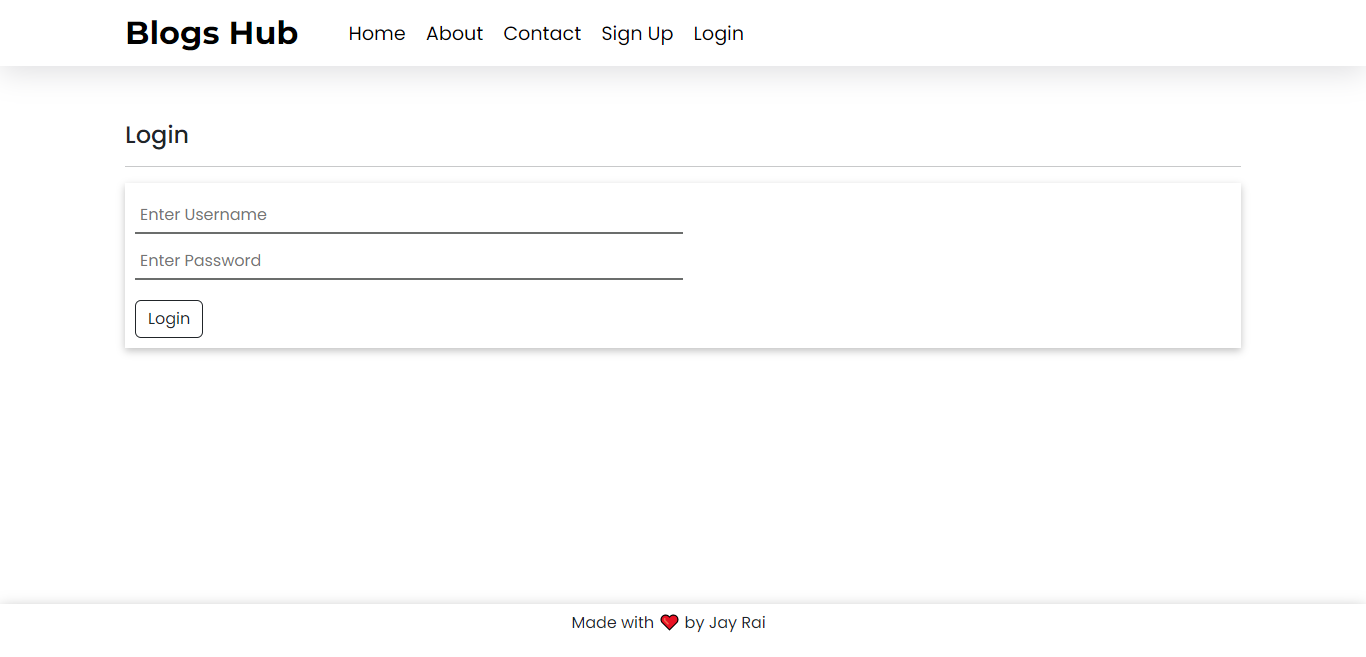 Blogs Hub Home About Contact Sign Up Login
Login
Enter Username
Enter Password
Login
Made with ❤ by Jay Rai